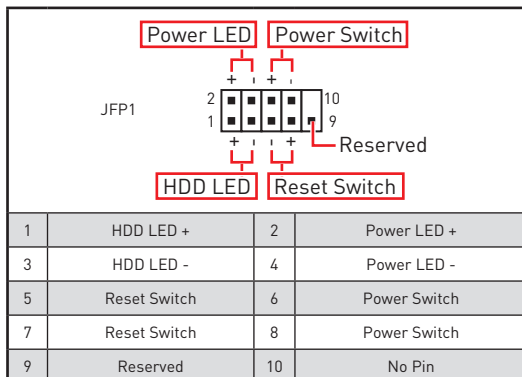 Power LED Power Switch
+ - + -
JFP1
2 10
1 9
+ - - +
Reserved
HDD LED Reset Switch
1 HDD LED + 2 Power LED +
3 HDD LED - 4 Power LED -
5 Reset Switch 6 Power Switch
7 Reset Switch 8 Power Switch
9 Reserved 10 No Pin